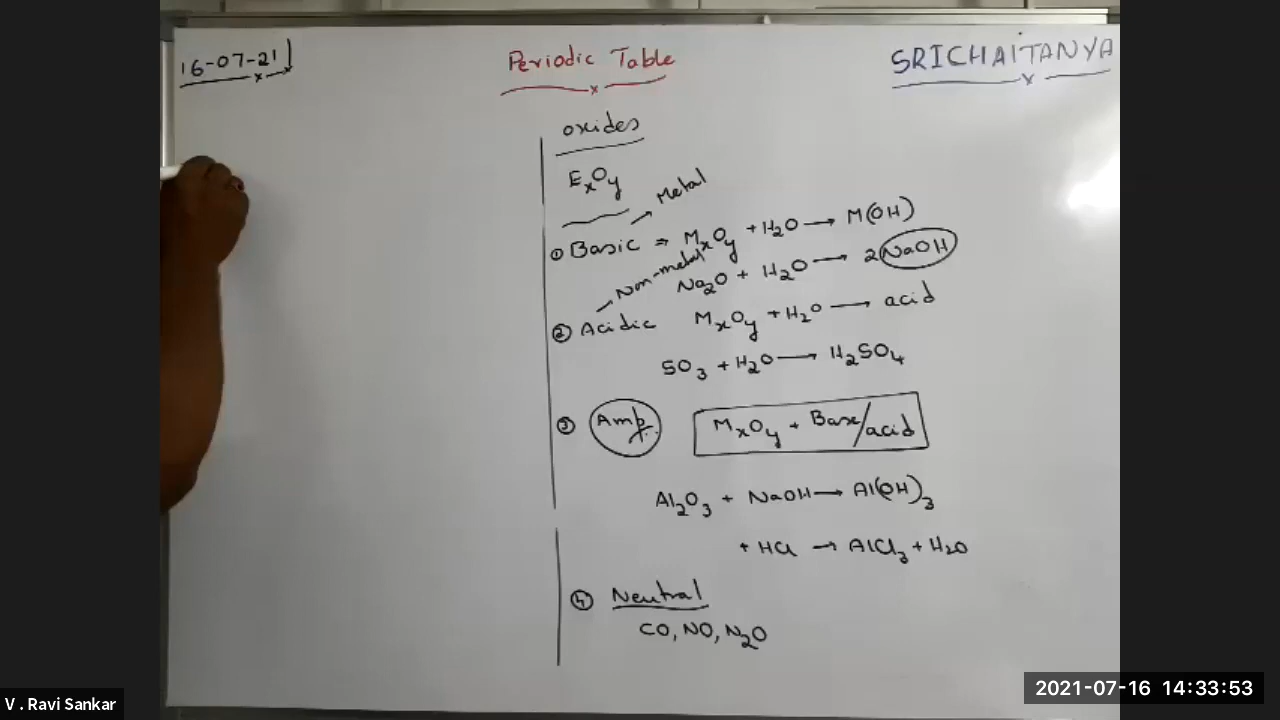 16-07-21
Periodic Table
SRICHAITANYA
oxides
ExOy
Metal
① Basic ⇒ MxOy + H2O → M(OH)
Non-metal
Na2O + H2O → 2NaOH
② Acidic MxOy + H2O → acid
SO3 + H2O → H2SO4
③ Amp. MxOy + Base/acid
Al2O3 + NaOH → Al(OH)3
+ HCl → AlCl3 + H2O
④ Neutral
CO, NO, N2O
V . Ravi Sankar
2021-07-16 14:33:53